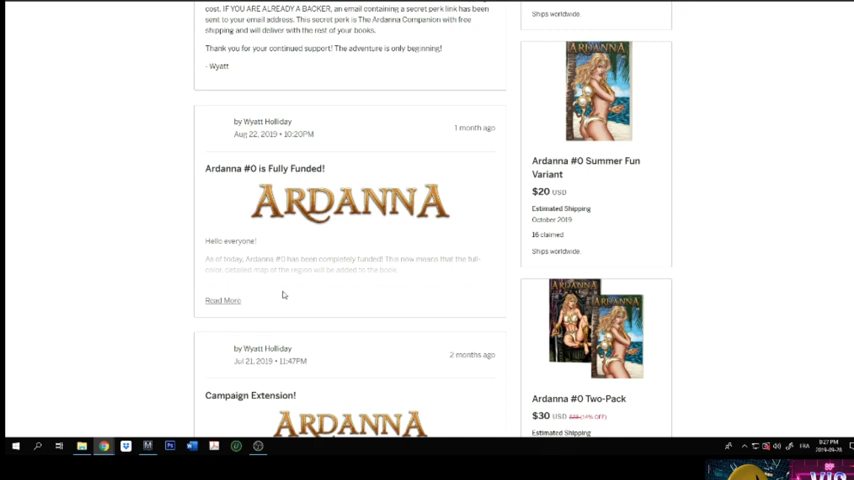 cost. IF YOU ARE ALREADY A BACKER, an email containing a secret perk link has been
sent to your email address. This secret perk is The Ardanna Companion with free
shipping and will deliver with the rest of your books.
Thank you for your continued support! The adventure is only beginning!
- Wyatt
by Wyatt Holliday
Aug 22, 2019 • 10:20PM
1 month ago
Ardanna #0 is Fully Funded!
ARDANNA
Hello everyone!
As of today, Ardanna #0 has been completely funded! This now means that the full-
color, detailed map of the region will be added to the book.
Read More
by Wyatt Holliday
Jul 21, 2019 • 11:47PM
2 months ago
Campaign Extension!
ARDANNA
Ships worldwide.
ARDANNA
Ardanna #0 Summer Fun
Variant
$20 USD
Estimated Shipping
October 2019
16 claimed
Ships worldwide.
ARDANNA
ARDANNA
Ardanna #0 Two-Pack
$30 USD
Estimated Shipping
FRA
8:27 PM
2019-09-28